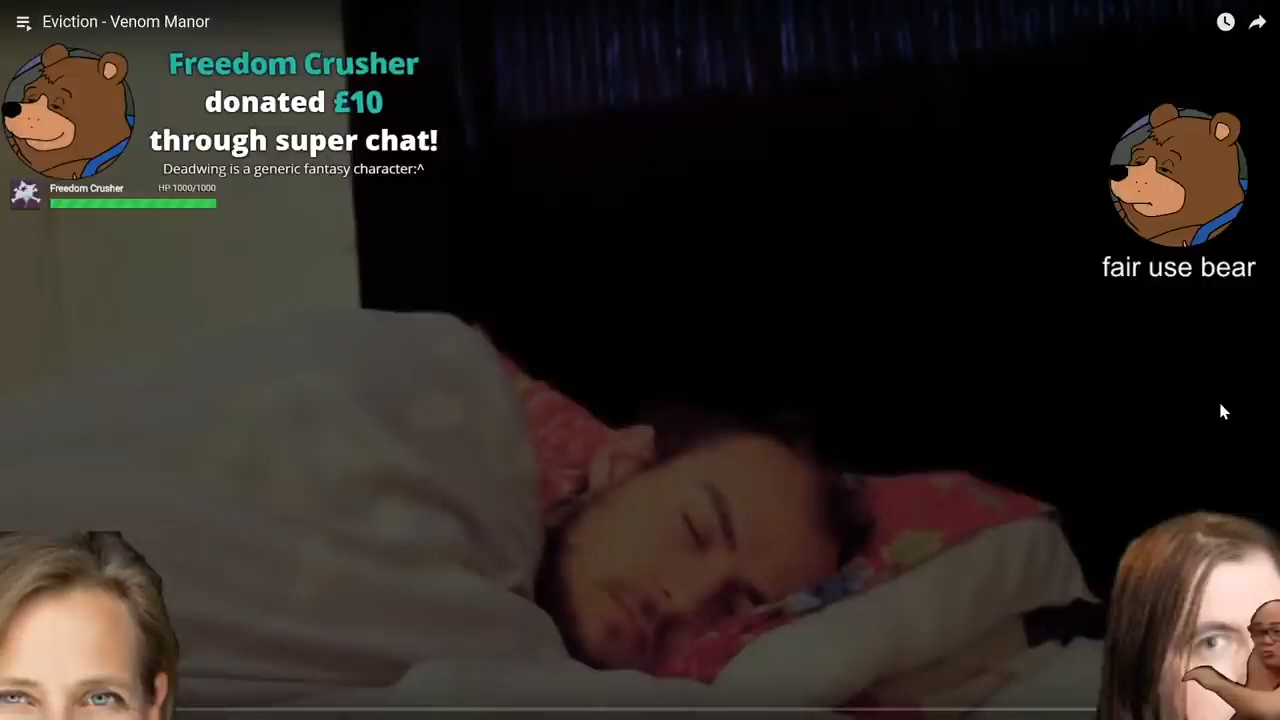 Eviction - Venom Manor
Freedom Crusher
donated £10
through super chat!
Deadwing is a generic fantasy character:^
Freedom Crusher HP 1000/1000
fair use bear